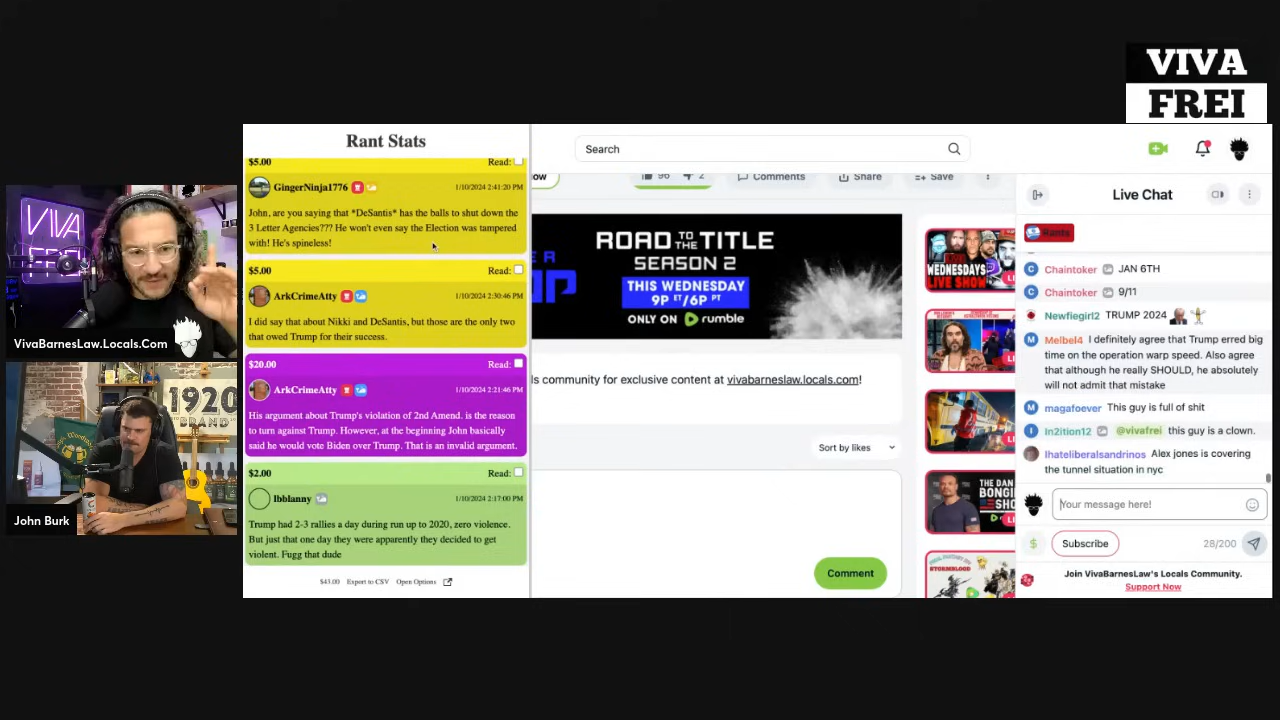 VIVA
FREI
Rant Stats
$5.00 Read:
GingerNinja1776 1/10/2024 2:41:20 PM
John, are you saying that *DeSantis* has the balls to shut down the
3 Letter Agencies??? He won't even say the Election was tampered
with! He's spineless!
$5.00 Read:
ArkCrimeAtty 1/10/2024 2:30:46 PM
I did say that about Nikki and DeSantis, but those are the only two
that owed Trump for their success.
$20.00 Read:
ArkCrimeAtty 1/10/2024 2:21:46 PM
His argument about Trump's violation of 2nd Amend. is the reason
to turn against Trump. However, at the beginning John basically
said he would vote Biden over Trump. That is an invalid argument.
$2.00 Read:
lbblanny 1/10/2024 2:17:00 PM
Trump had 2-3 rallies a day during run up to 2020, zero violence.
But just that one day they were apparently they decided to get
violent. Fugg that dude
$43.00 Export to CSV Open Options
VIVA
VivaBarnesLaw.Locals.Com
1920
"BRAND"
John Burk
Search
96 2 Comments Share Save
ROAD TO THE TITLE
SEASON 2
THIS WEDNESDAY
9P ET/6P PT
ONLY ON rumble
ls community for exclusive content at vivabarneslaw.locals.com!
Sort by likes
Comment
WEDNESDAYS
LIVE SHOW
THE DAN
BONGINO
Live Chat
Rants
Chaintoker JAN 6TH
Chaintoker 9/11
Newfiegirl2 TRUMP 2024
Melbel4 I definitely agree that Trump erred big
time on the operation warp speed. Also agree
that although he really SHOULD, he absolutely
will not admit that mistake
magafoever This guy is full of shit
In2ition12 @vivafrei this guy is a clown.
Ihateliberalsandrinos Alex jones is covering
the tunnel situation in nyc
Your message here!
$ Subscribe 28/200
Join VivaBarnesLaw's Locals Community.
Support Now